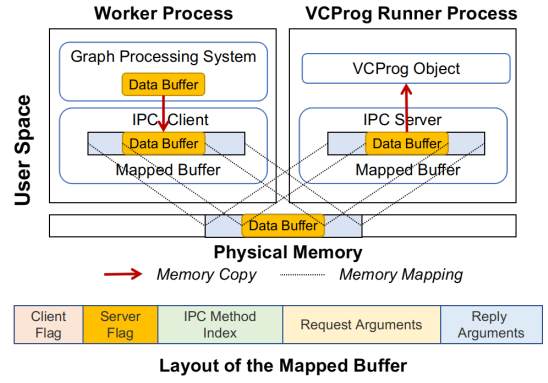 Worker Process
VCProg Runner Process
User Space
Graph Processing System
Data Buffer
IPC Client
Data Buffer
Mapped Buffer
VCProg Object
IPC Server
Data Buffer
Mapped Buffer
Data Buffer
Physical Memory
Memory Copy
Memory Mapping
Client
Flag
Server
Flag
IPC Method
Index
Request Arguments
Reply
Arguments
Layout of the Mapped Buffer